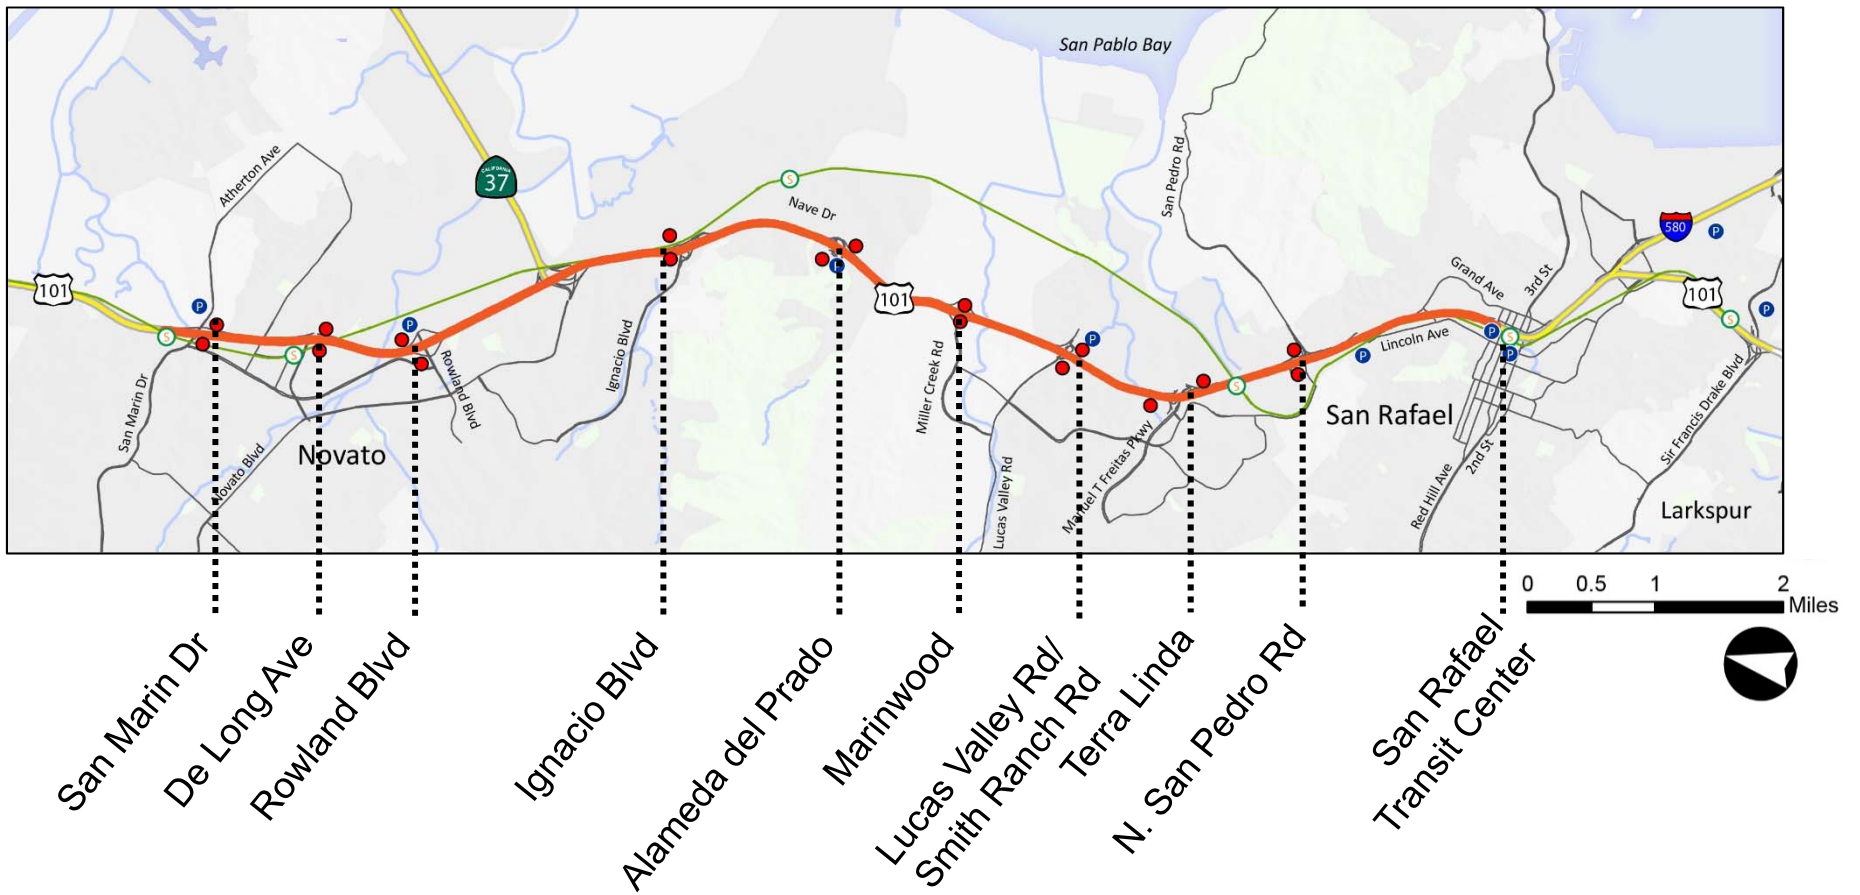 San Pablo Bay
Atherton Ave
CALIFORNIA
37
San Pedro Rd
Nave Dr
580
P
S
101
P
Grand Ave
3rd St
101
101
P
S
P
S
S
P
Lincoln Ave
P
S
P
P
P
S
San Marin Dr
Rowland Blvd
Ignacio Blvd
Miller Creek Rd
Sir Francis Drake Blvd
San Rafael
Novato
Novato Blvd
Manuel T Freitas Pkwy
Lucas Valley Rd
Red Hill Ave
2nd St
Larkspur
0 0.5 1 2
Miles
San Marin Dr
De Long Ave
Rowland Blvd
Ignacio Blvd
Alameda del Prado
Marinwood
Lucas Valley Rd/
Smith Ranch Rd
Terra Linda
N. San Pedro Rd
San Rafael
Transit Center